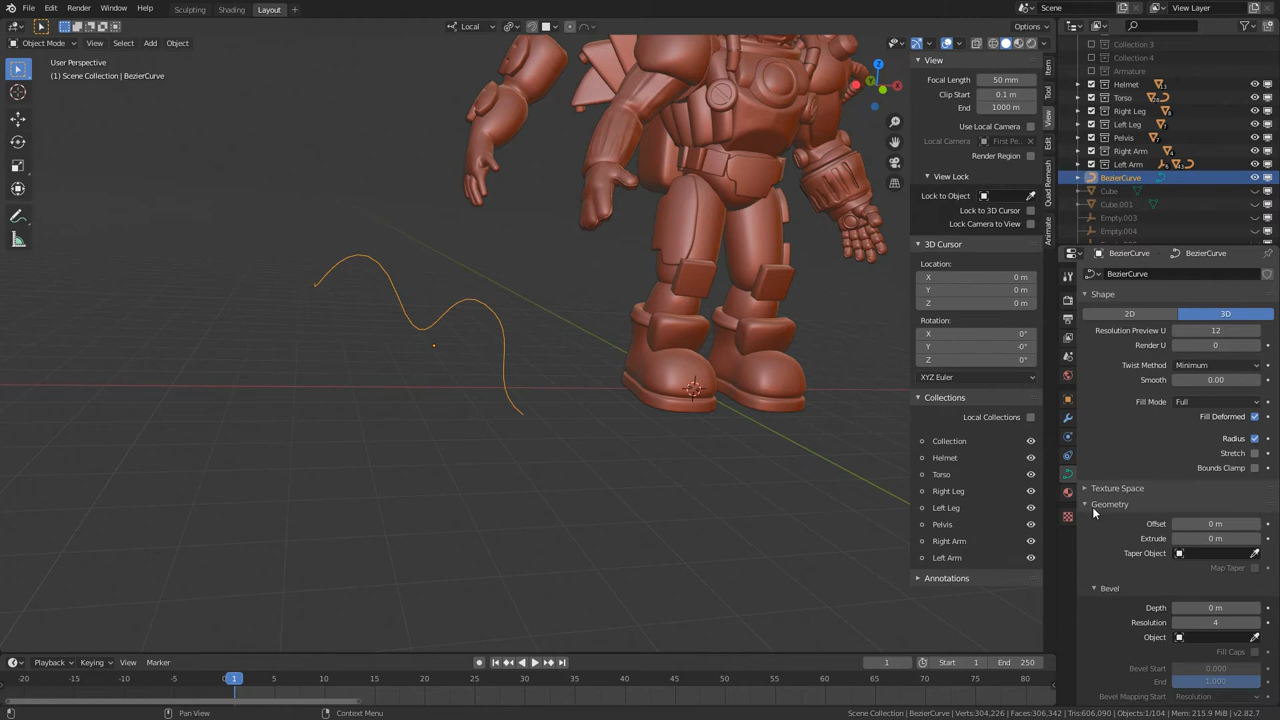 File Edit Render Window Help Sculpting Shading Layout + Scene View Layer
Local Options
Object Mode View Select Add Object
User Perspective
(1) Scene Collection | BezierCurve
View
Focal Length 50 mm
Clip Start 0.1 m
End 1000 m
Use Local Camera
Local Camera First Pe...
Render Region
View Lock
Lock to Object
Lock to 3D Cursor
Lock Camera to View
3D Cursor
Location:
X 0 m
Y 0 m
Z 0 m
Rotation:
X 0°
Y -0°
Z 0°
XYZ Euler
Collections
Local Collections
Collection
Helmet
Torso
Right Leg
Left Leg
Pelvis
Right Arm
Left Arm
Annotations
Item
Tool
View
Edit
Quad Remesh
Animate
Collection 3
Collection 4
Armature
Helmet
Torso
Right Leg
Left Leg
Pelvis
Right Arm
Left Arm
BezierCurve
Cube
Cube.001
Empty.003
Empty.004
BezierCurve BezierCurve
BezierCurve
Shape
2D 3D
Resolution Preview U 12
Render U 0
Twist Method Minimum
Smooth 0.00
Fill Mode Full
Fill Deformed
Radius
Stretch
Bounds Clamp
Texture Space
Geometry
Offset 0 m
Extrude 0 m
Taper Object
Map Taper
Bevel
Depth 0 m
Resolution 4
Object
Fill Caps
Bevel Start 0.000
End 1.000
Bevel Mapping Start Resolution
Playback Keying View Marker 1 Start 1 End 250
-20 -15 -10 -5 0 1 5 10 15 20 25 30 35 40 45 50 55 60 65 70 75 80
Pan View Context Menu Scene Collection | BezierCurve | Verts:304,226 | Faces:306,342 | Tris:606,090 | Objects:1/104 | Mem: 215.9 MiB | v2.82.7